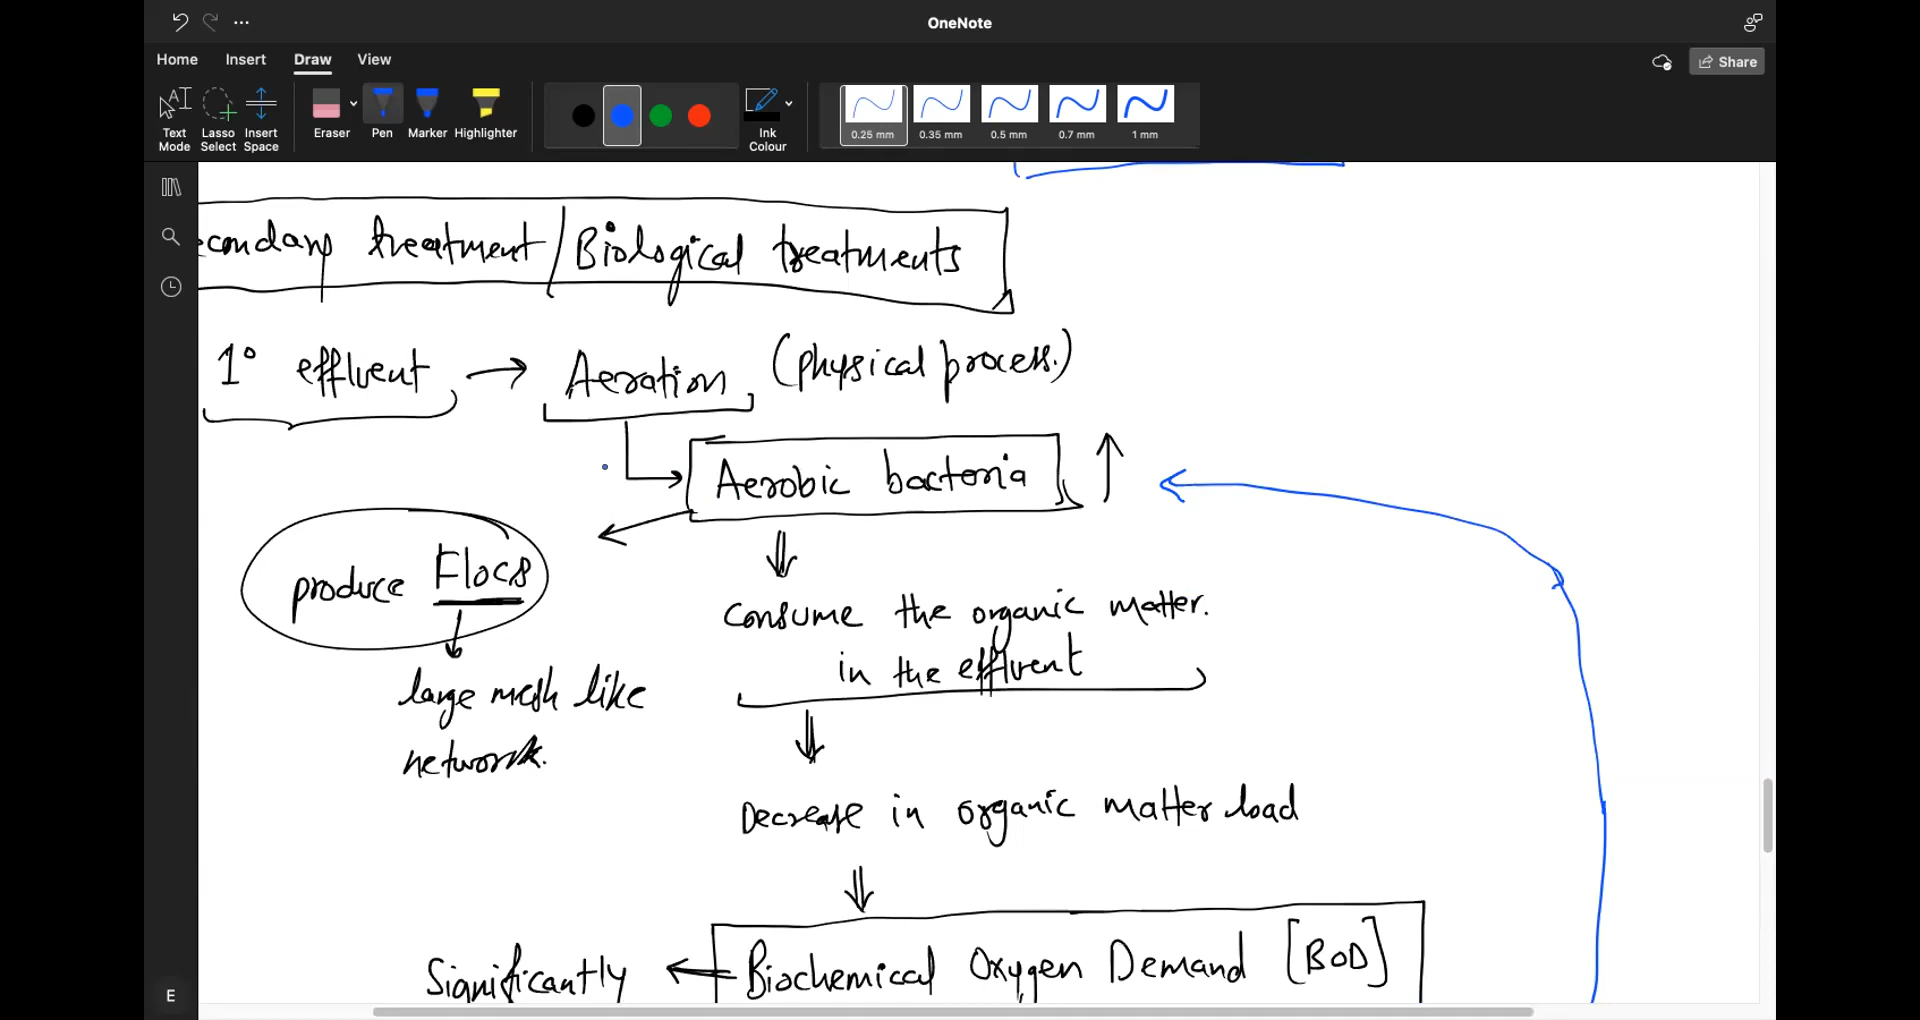 OneNote
Home Insert Draw View
Share
Text Mode
Lasso Select
Insert Space
Eraser
Pen
Marker
Highlighter
Ink Colour
0.25 mm
0.35 mm
0.5 mm
0.7 mm
1 mm
econdary treatment / Biological treatments
1° effluent → Aeration (physical process.)
Aerobic bacteria ↑
produce Flocs
consume the organic matter.
in the effluent
large mesh like
network.
Decrease in organic matter load
Significantly ← Biochemical Oxygen Demand [BOD]
E